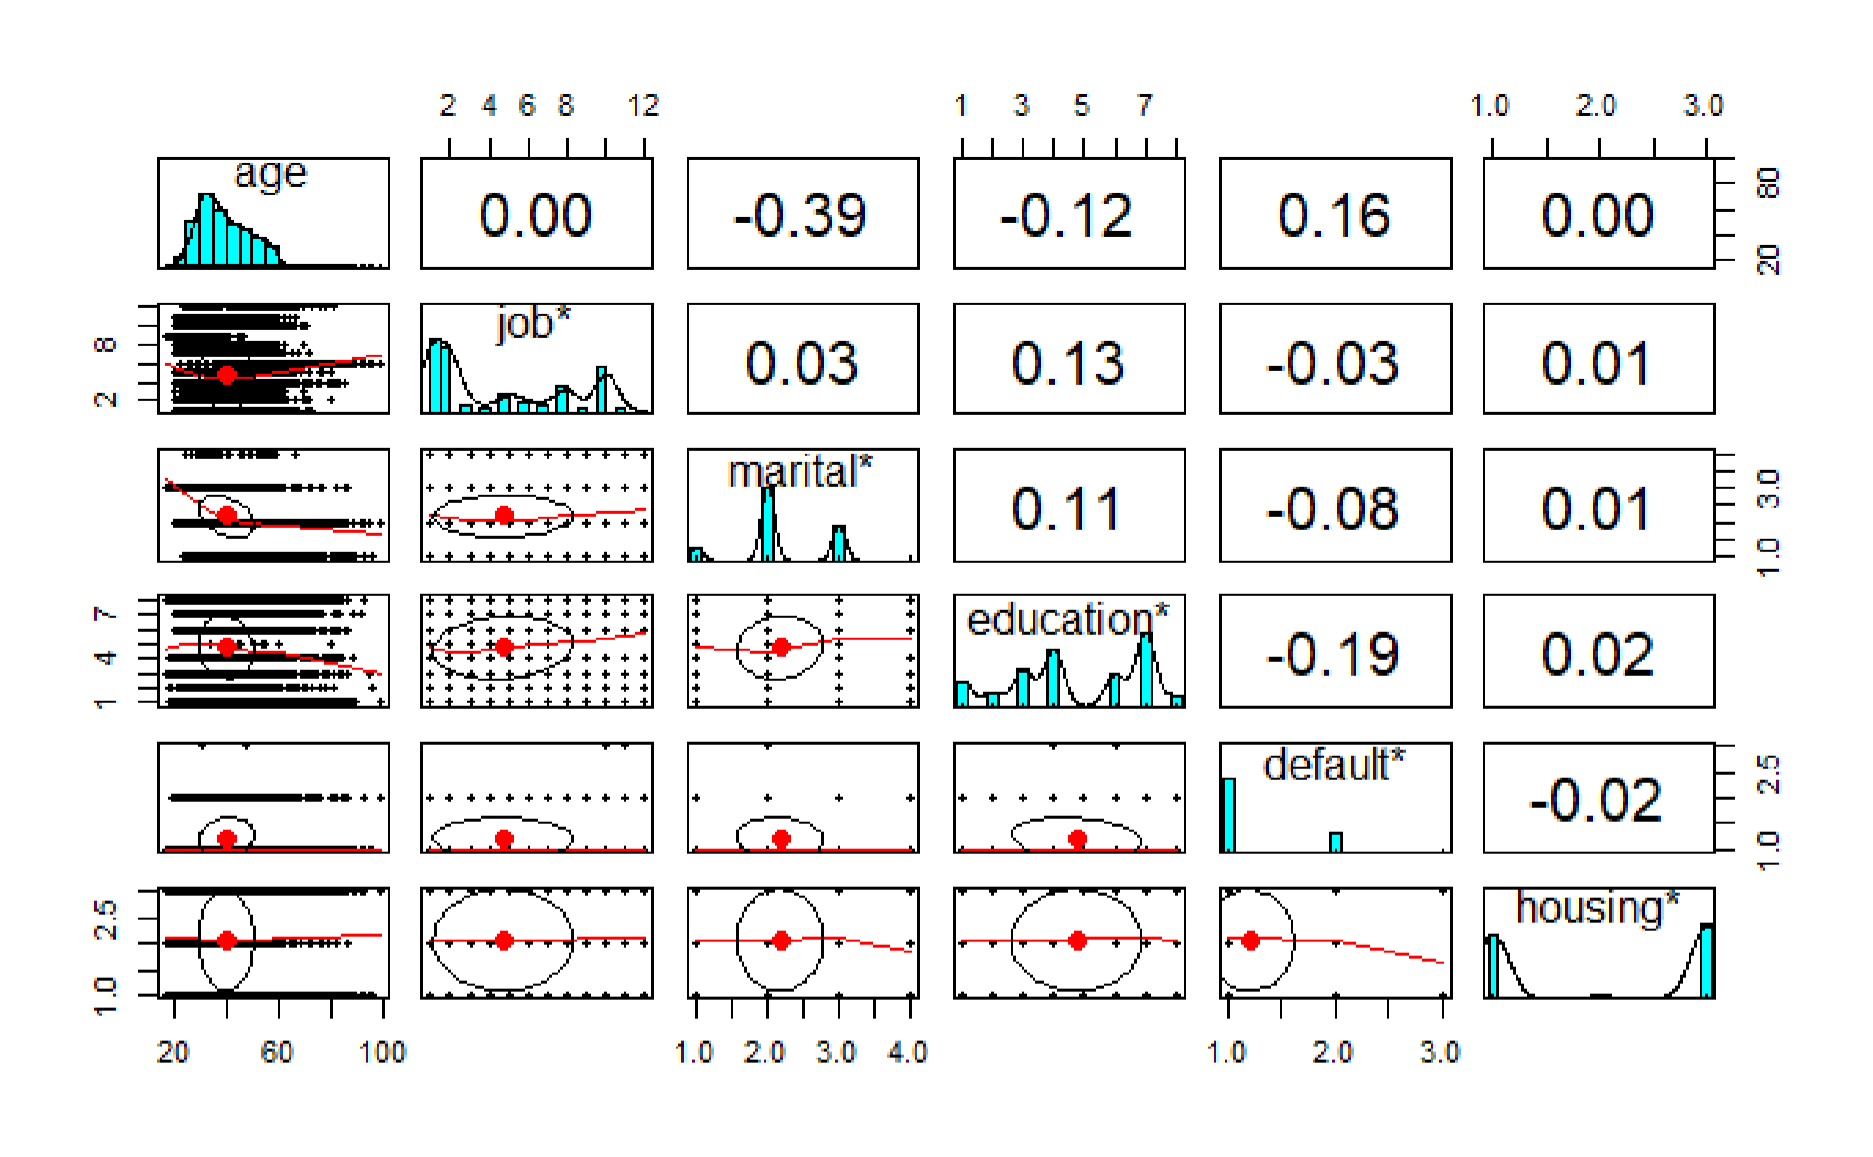 2 4 6 8 12 1 3 5 7 1.0 2.0 3.0
age 0.00 -0.39 -0.12 0.16 0.00 20 80
8 2 job* 0.03 0.13 -0.03 0.01
marital* 0.11 -0.08 0.01 1.0 3.0
7 4 1 education* -0.19 0.02
default* -0.02 1.0 2.5
2.5 1.0 housing*
20 60 100 1.0 2.0 3.0 4.0 1.0 2.0 3.0